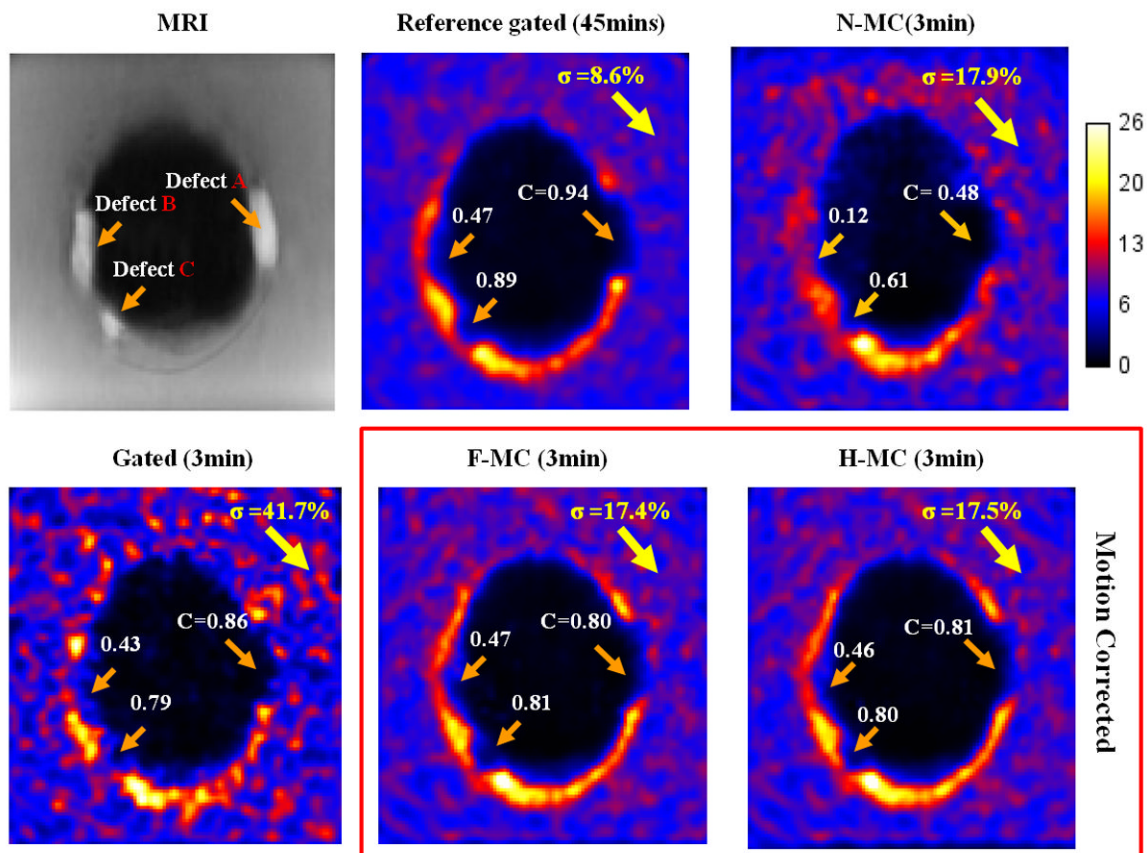 MRI
Defect A
Defect B
Defect C
Reference gated (45mins)
σ =8.6%
C=0.94
0.47
0.89
N-MC(3min)
σ =17.9%
C= 0.48
0.12
0.61
26
20
13
6
0
Gated (3min)
σ=41.7%
C=0.86
0.43
0.79
F-MC (3min)
σ=17.4%
C=0.80
0.47
0.81
H-MC (3min)
σ=17.5%
C=0.81
0.46
0.80
Motion Corrected